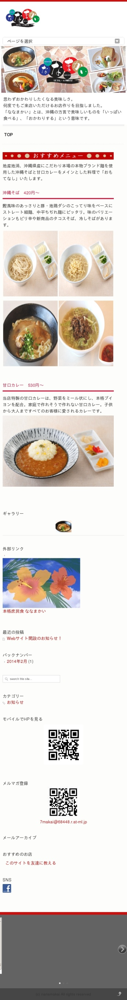 ななまかい
ページを選択
ななまかい
思わずおかわりしたくなる美味しさ。
何度でもご来店いただけるお店作りを目指しました。
「ななまかい」とは、沖縄の方言で美味しいものを「いっぱい
食べる」、「おかわりする」という意味です。
TOP
おすすめメニュー
地産地消、沖縄県産にこだわり本場の本物ブランド麺を使
用した沖縄そばと甘口カレーをメインとした料理で「おも
てなし」いたします。
沖縄そば　420円～
鰹風味のあっさりと豚・地鶏ダシのこってり味をベースに
ストレート細麺、中平ちぢれ麺にピッタリ。味のバリエー
ションもピリ辛や新商品のタコスそば、冷しそばがありま
す。
甘口カレー　530円～
当店特製の甘口カレーは、野菜をミール状にし、本格ブイ
ヨンを配合。家庭で作れそうで作れない甘口カレー。子供
から大人まですべてのお客様に愛されるカレーです。
ギャラリー
外部リンク
本格庶民食 ななまかい
最近の投稿
Webサイト開設のお知らせ！
バックナンバー
2014年2月 (1)
search this site...
カテゴリー
お知らせ
モバイルでHPを見る
メルマガ登録
7makai@68448.r.at-ml.jp
メールアーカイブ
おすすめのお店
このサイトを友達に教える
SNS
(c) nanamakai All rights reserved.